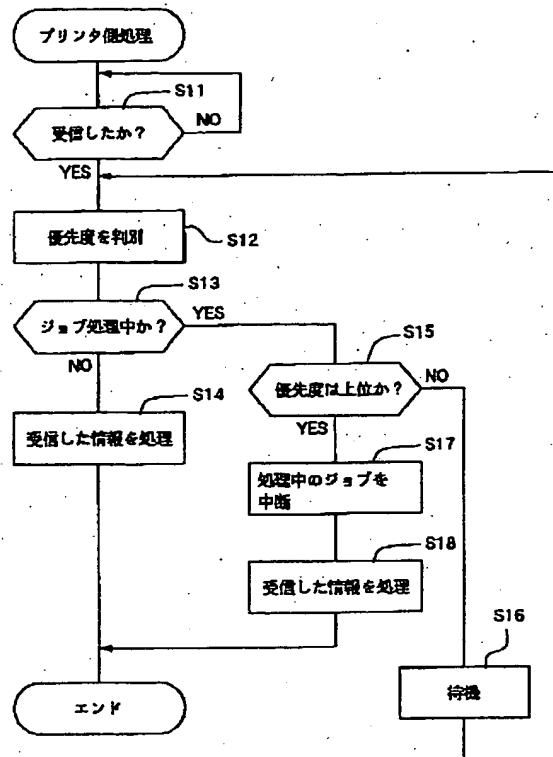 プリンタ側処理
S11
受信したか?
NO
YES
優先度を判別
S12
S13
ジョブ処理中か?
YES
NO
S15
優先度は上位か?
NO
YES
S14
受信した情報を処理
S17
処理中のジョブを
中断
S18
受信した情報を処理
S16
待機
エンド